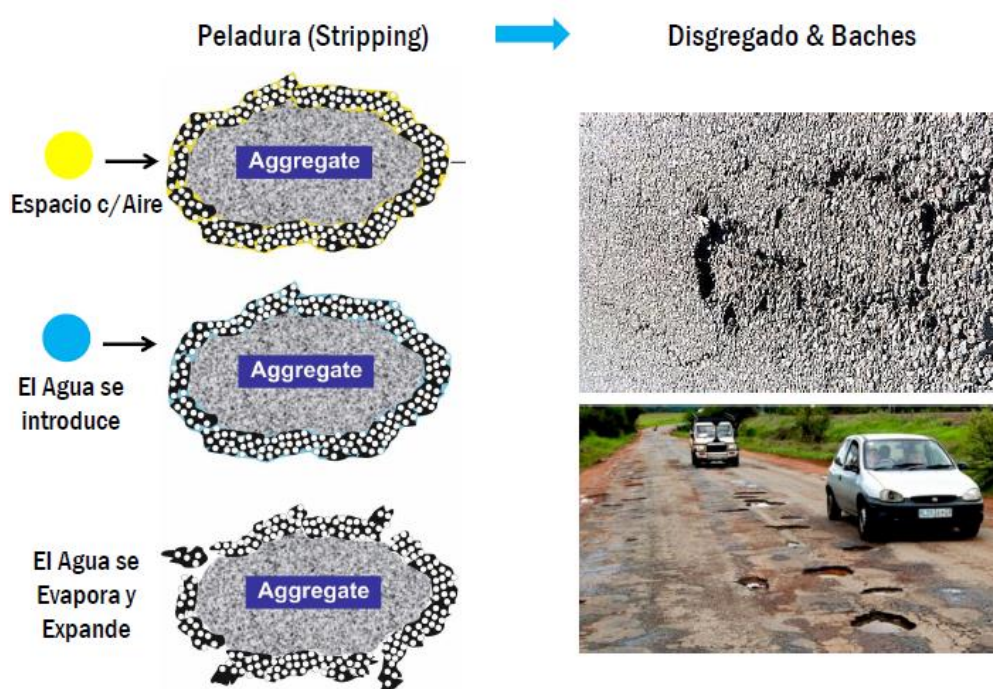 Peladura (Stripping)
Disgregado & Baches
Aggregate
Espacio c/Aire
Aggregate
El Agua se
introduce
Aggregate
El Agua se
Evapora y
Expande